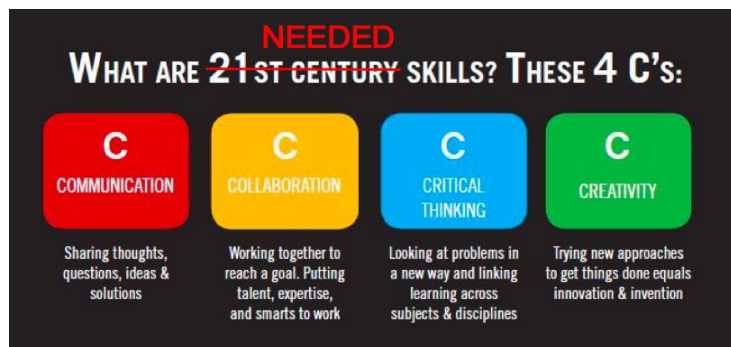 NEEDED
WHAT ARE 21ST CENTURY SKILLS? THESE 4 C'S:
C
COMMUNICATION
Sharing thoughts,
questions, ideas &
solutions
C
COLLABORATION
Working together to
reach a goal. Putting
talent, expertise,
and smarts to work
C
CRITICAL
THINKING
Looking at problems in
a new way and linking
learning across
subjects & disciplines
C
CREATIVITY
Trying new approaches
to get things done equals
innovation & invention